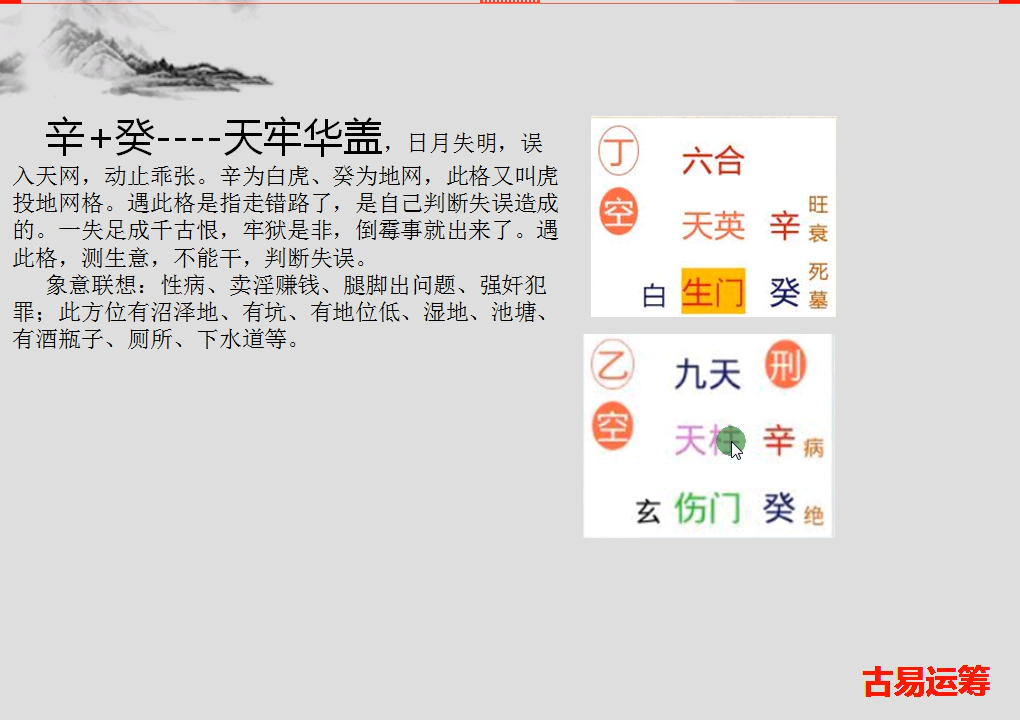 辛+癸----天牢华盖，日月失明，误
入天网，动止乖张。辛为白虎、癸为地网，此格又叫虎
投地网格。遇此格是指走错路了，是自己判断失误造成
的。一失足成千古恨，牢狱是非，倒霉事就出来了。遇
此格，测生意，不能干，判断失误。
象意联想：性病、卖淫赚钱、腿脚出问题、强奸犯
罪；此方位有沼泽地、有坑、有地位低、湿地、池塘、
有酒瓶子、厕所、下水道等。
丁 六合
空 天英 辛 旺 衰
白 生门 癸 死 墓
乙 九天 刑
空 天 辛 病
玄 伤门 癸 绝
古易运筹